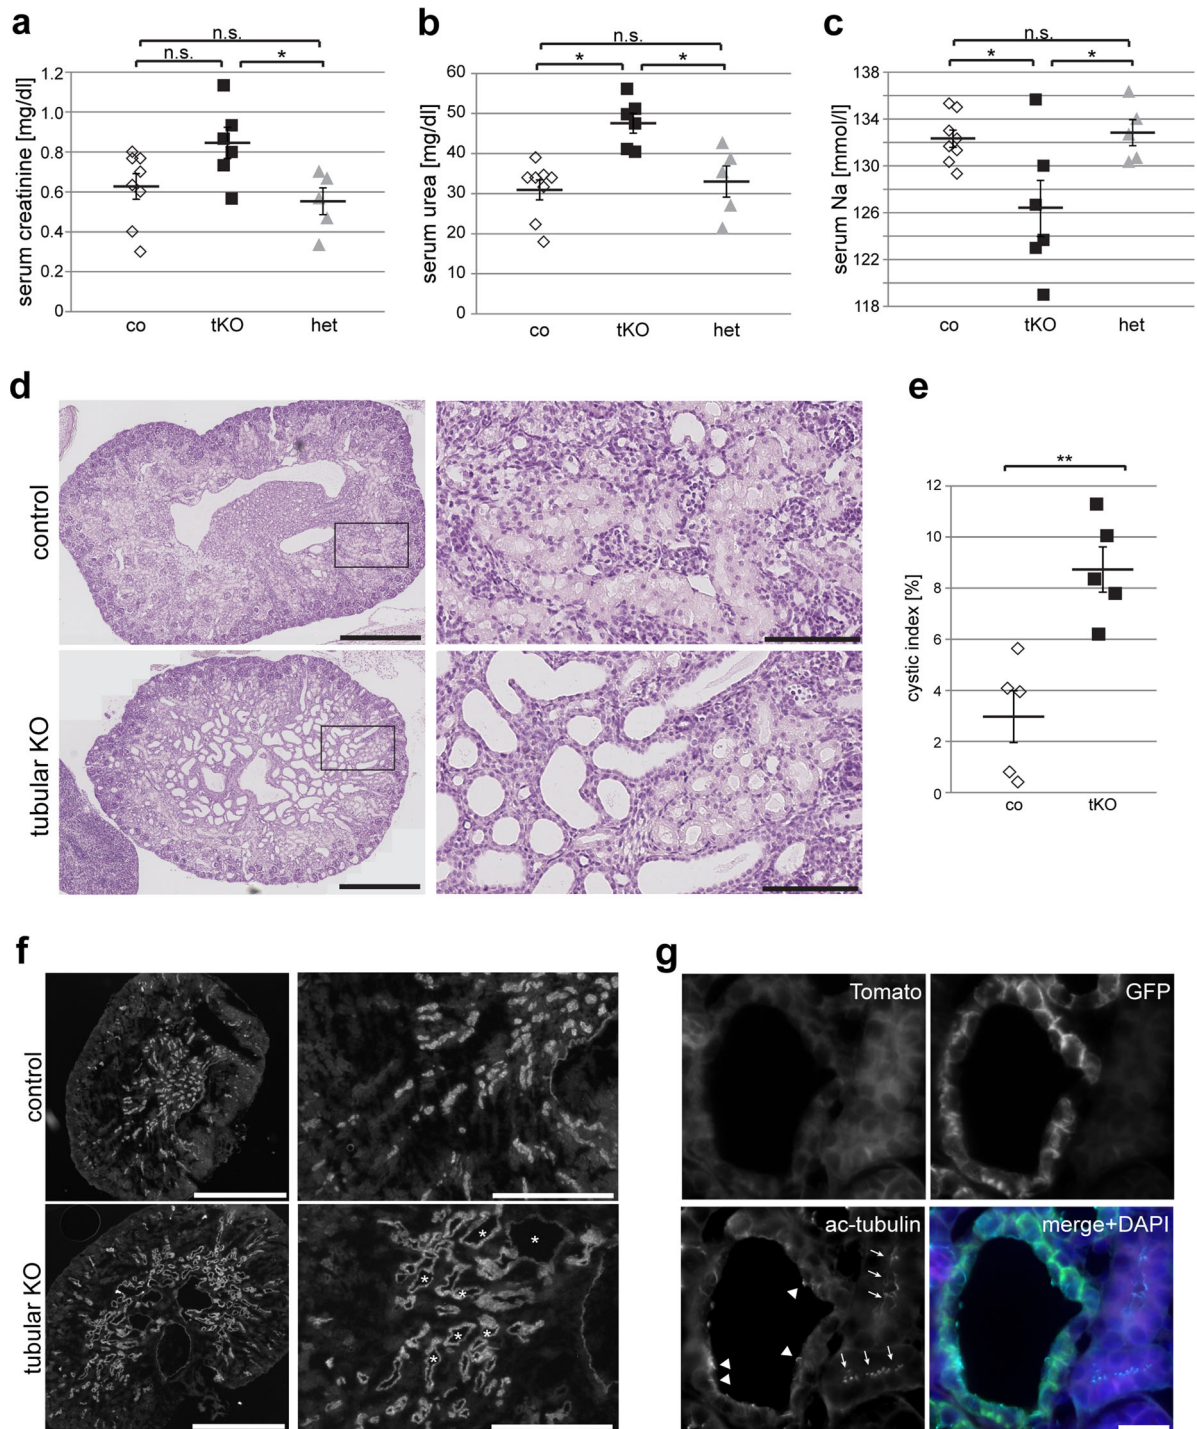 a
n.s.
n.s.
*
serum creatinine [mg/dl]
1.2
1.0
0.8
0.6
0.4
0.2
0
co
tKO
het
b
n.s.
*
*
serum urea [mg/dl]
60
50
40
30
20
10
0
co
tKO
het
c
n.s.
*
*
serum Na [mmol/l]
138
134
130
126
122
118
co
tKO
het
d
control
tubular KO
e
**
cystic index [%]
12
10
8
6
4
2
0
co
tKO
f
control
tubular KO
*
*
*
*
*
*
*
g
Tomato
GFP
ac-tubulin
merge+DAPI